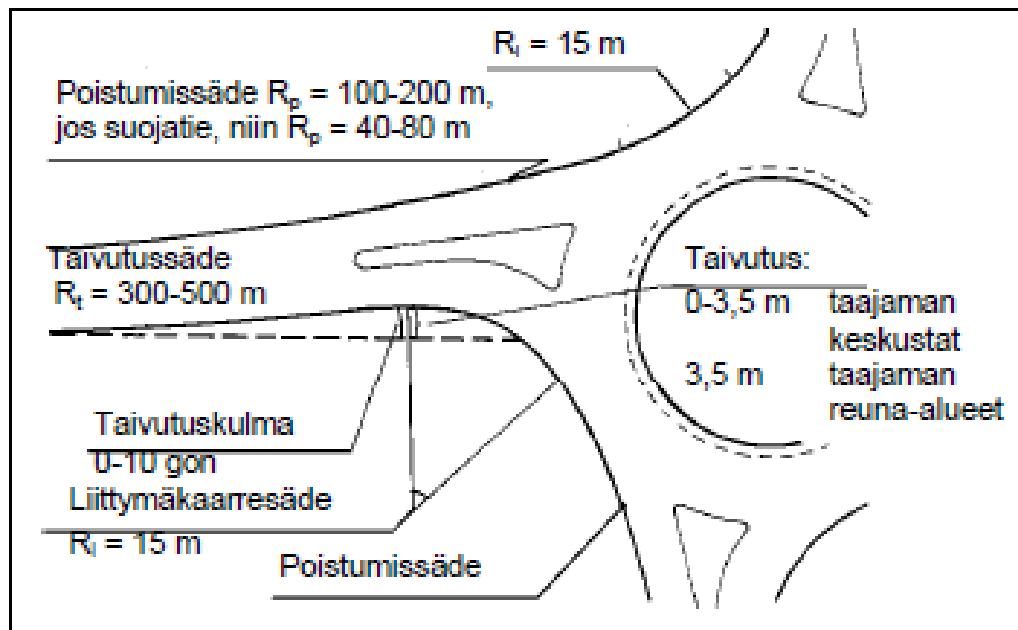 R_l = 15 m
Poistumissäde R_p = 100-200 m,
jos suojatie, niin R_p = 40-80 m
Taivutussäde
R_t = 300-500 m
Taivutus:
0-3,5 m taajaman
keskustat
3,5 m taajaman
reuna-alueet
Taivutuskulma
0-10 gon
Liittymäkaarresäde
R_l = 15 m
Poistumissäde